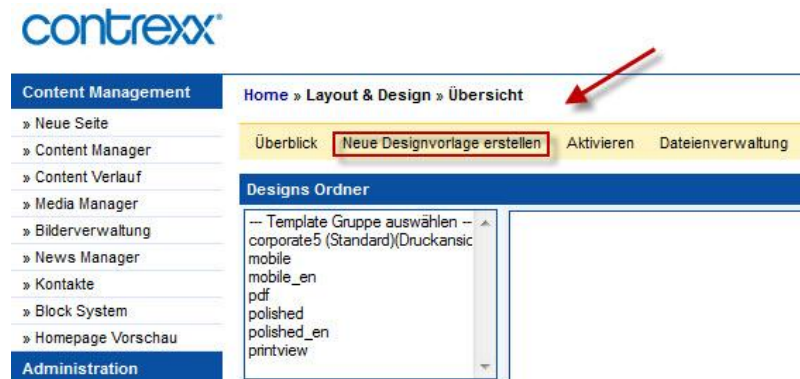 contrexx®
Content Management
» Neue Seite
» Content Manager
» Content Verlauf
» Media Manager
» Bilderverwaltung
» News Manager
» Kontakte
» Block System
» Homepage Vorschau
Administration
Home » Layout & Design » Übersicht
Überblick Neue Designvorlage erstellen Aktivieren Dateienverwaltung
Designs Ordner
--- Template Gruppe auswählen --
corporate5 (Standard)(Druckansic
mobile
mobile_en
pdf
polished
polished_en
printview